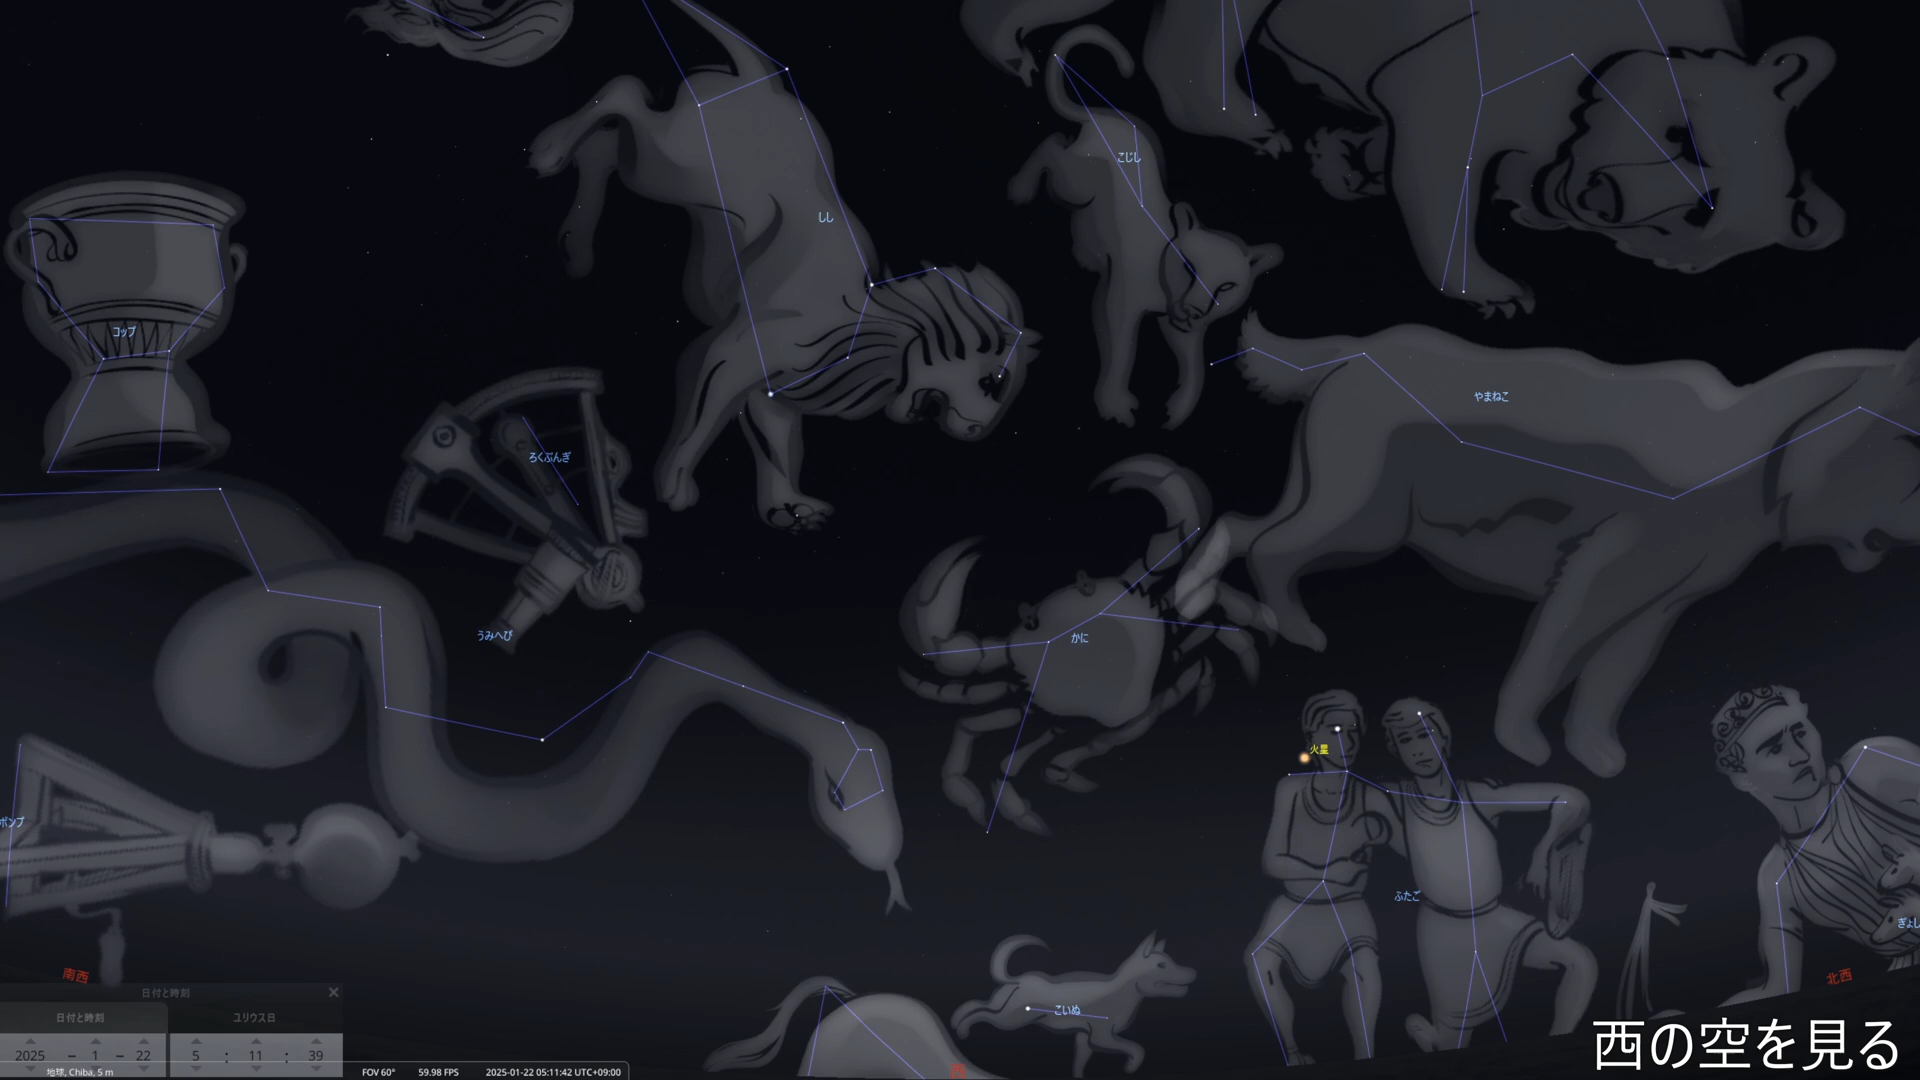 こじし
しし
コップ
やまねこ
ろくぶんぎ
うみへび
かに
火星
ポンプ
ふたご
ぎょし
南西
北西
こいぬ
西
日付と時刻 ✕
日付と時刻 ユリウス日
2025 - 1 - 22 5 : 11 : 39
地球, Chiba, 5 m FOV 60° 59.98 FPS 2025-01-22 05:11:42 UTC+09:00
西の空を見る